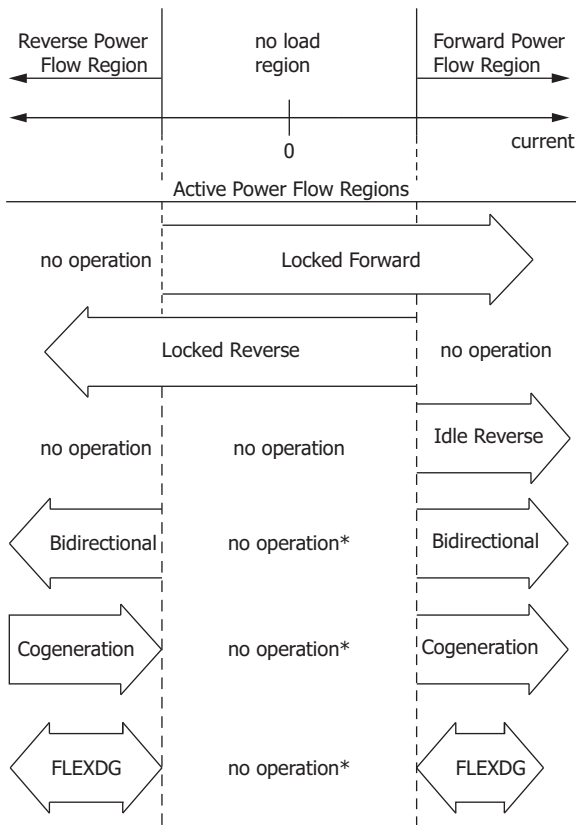 Reverse Power
Flow Region
no load
region
Forward Power
Flow Region
0
current
Active Power Flow Regions
no operation
Locked Forward
Locked Reverse
no operation
no operation
no operation
Idle Reverse
Bidirectional
no operation*
Bidirectional
Cogeneration
no operation*
Cogeneration
FLEXDG
no operation*
FLEXDG